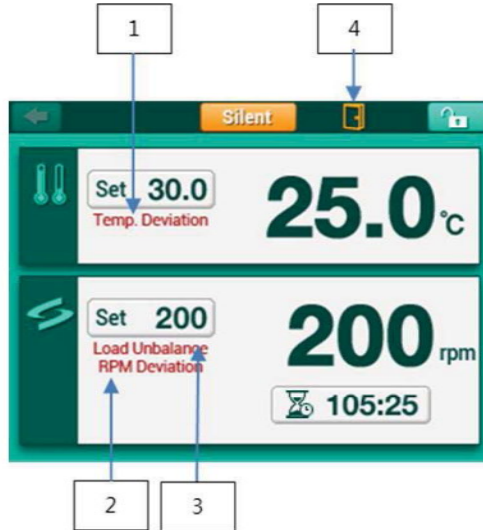 1
4
Silent
Set 30.0
Temp. Deviation
25.0 °C
Set 200
Load Unbalance
RPM Deviation
200 rpm
105:25
2
3